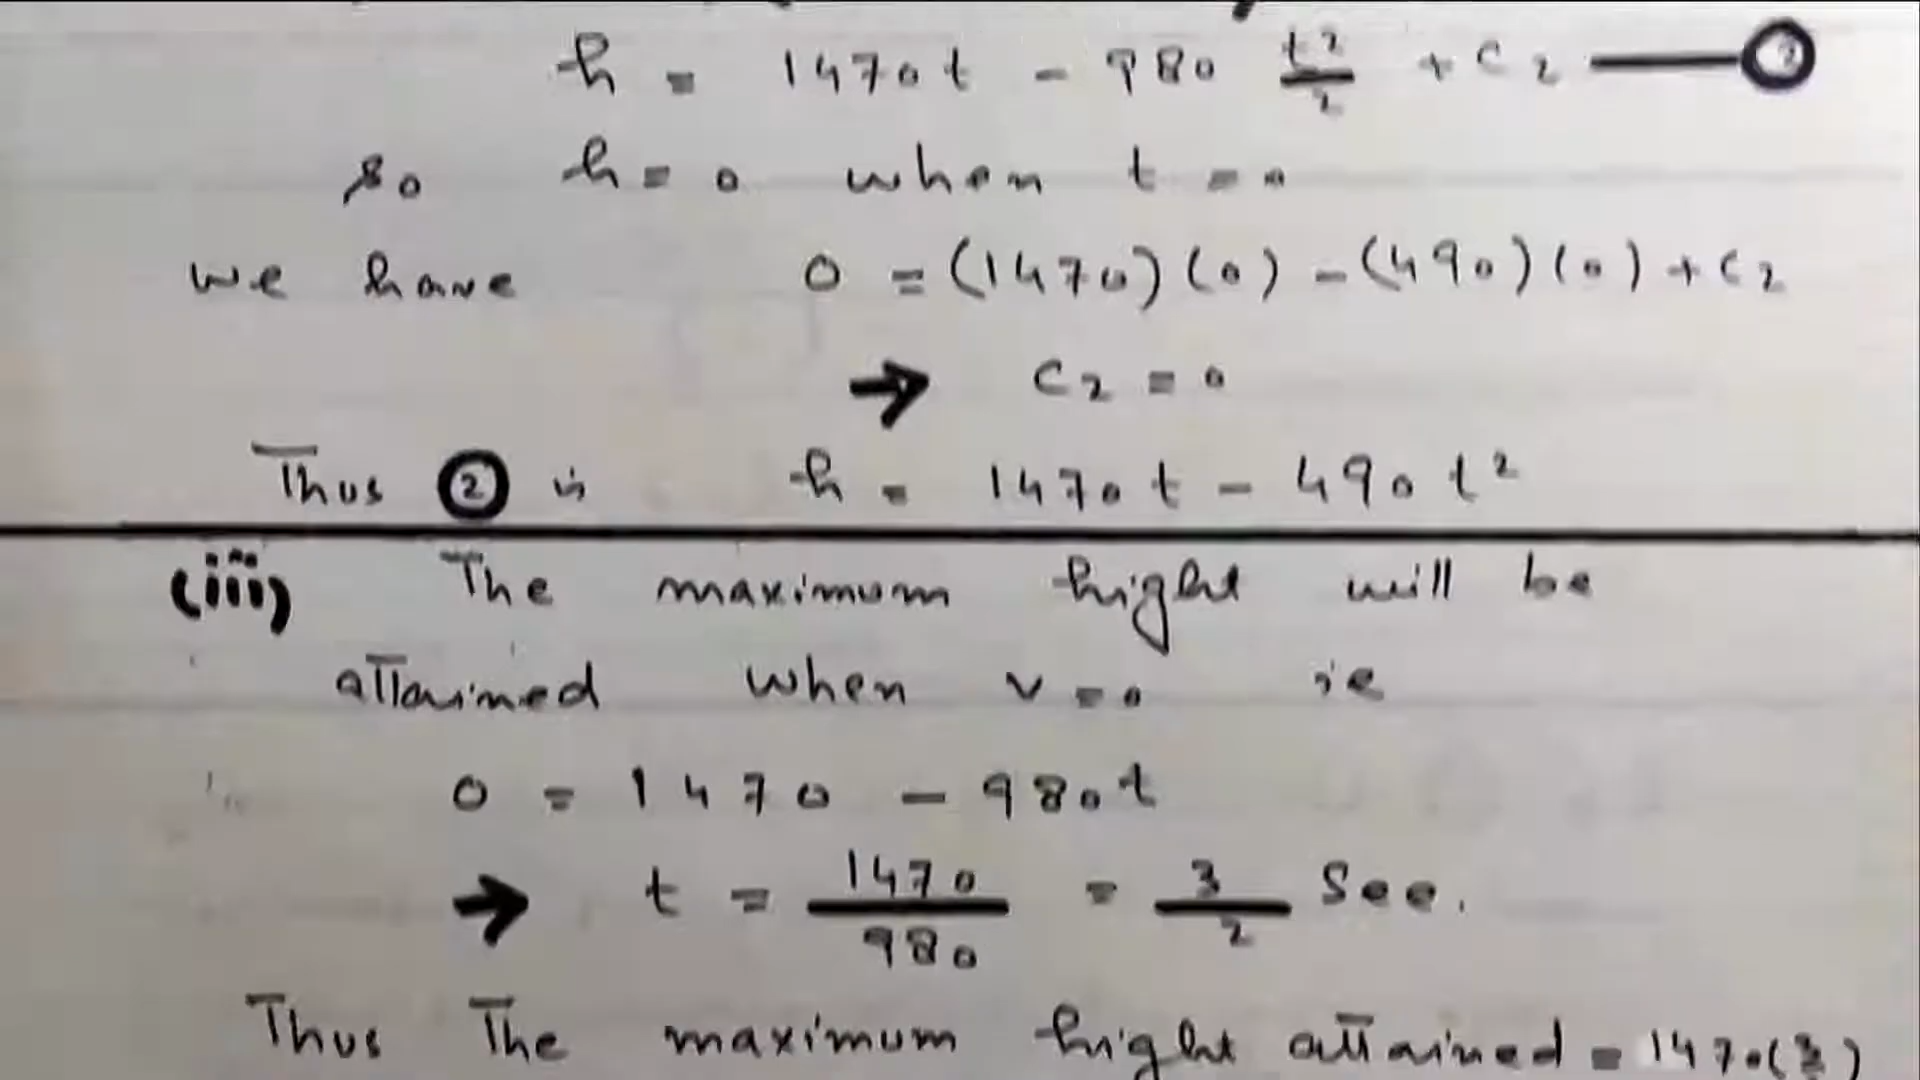 h = 1470t - 980 t²/2 + C₂ —— ②
so h = 0 when t = 0
we have 0 = (1470)(0) - (490)(0) + C₂
→ C₂ = 0
Thus ② is h = 1470t - 490t²
(iii) The maximum hight will be
attained when v = 0 ie
0 = 1470 - 980t
→ t = 1470/980 = 3/2 Sec.
Thus The maximum hight attained = 1470(3/2)